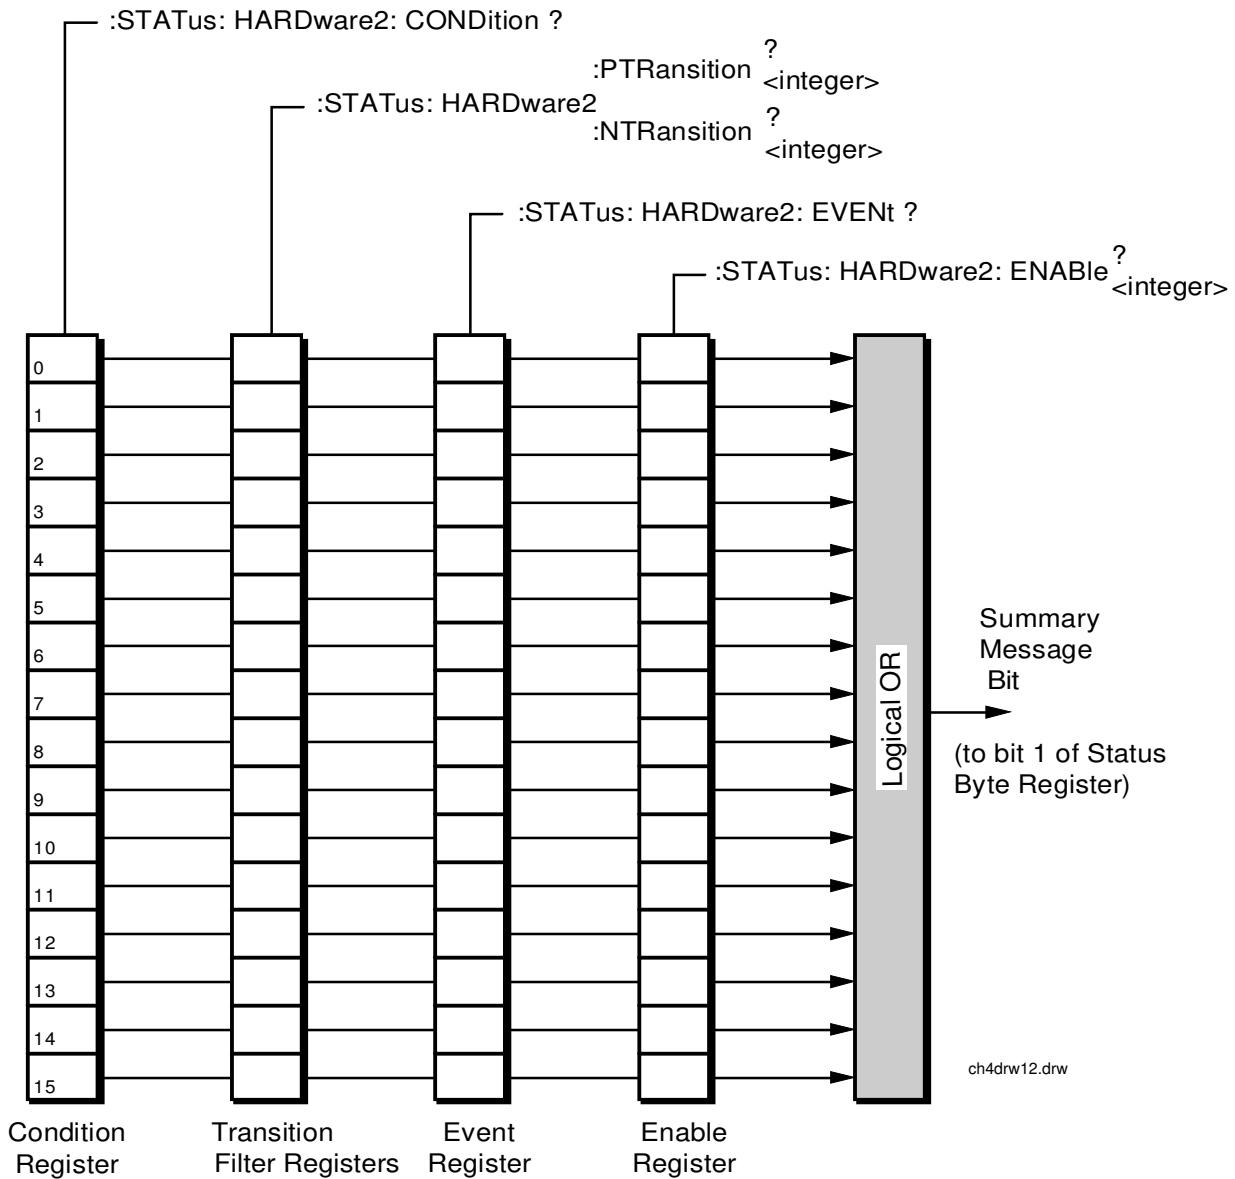 :STATus: HARDware2: CONDition ?
?
:PTRansition
<integer>
:STATus: HARDware2
?
:NTRansition
<integer>
:STATus: HARDware2: EVENt ?
?
:STATus: HARDware2: ENABle
<integer>
0
1
2
3
4
5
6
7
8
9
10
11
12
13
14
15
Logical OR
Summary
Message
Bit
(to bit 1 of Status
Byte Register)
ch4drw12.drw
Condition
Register
Transition
Filter Registers
Event
Register
Enable
Register